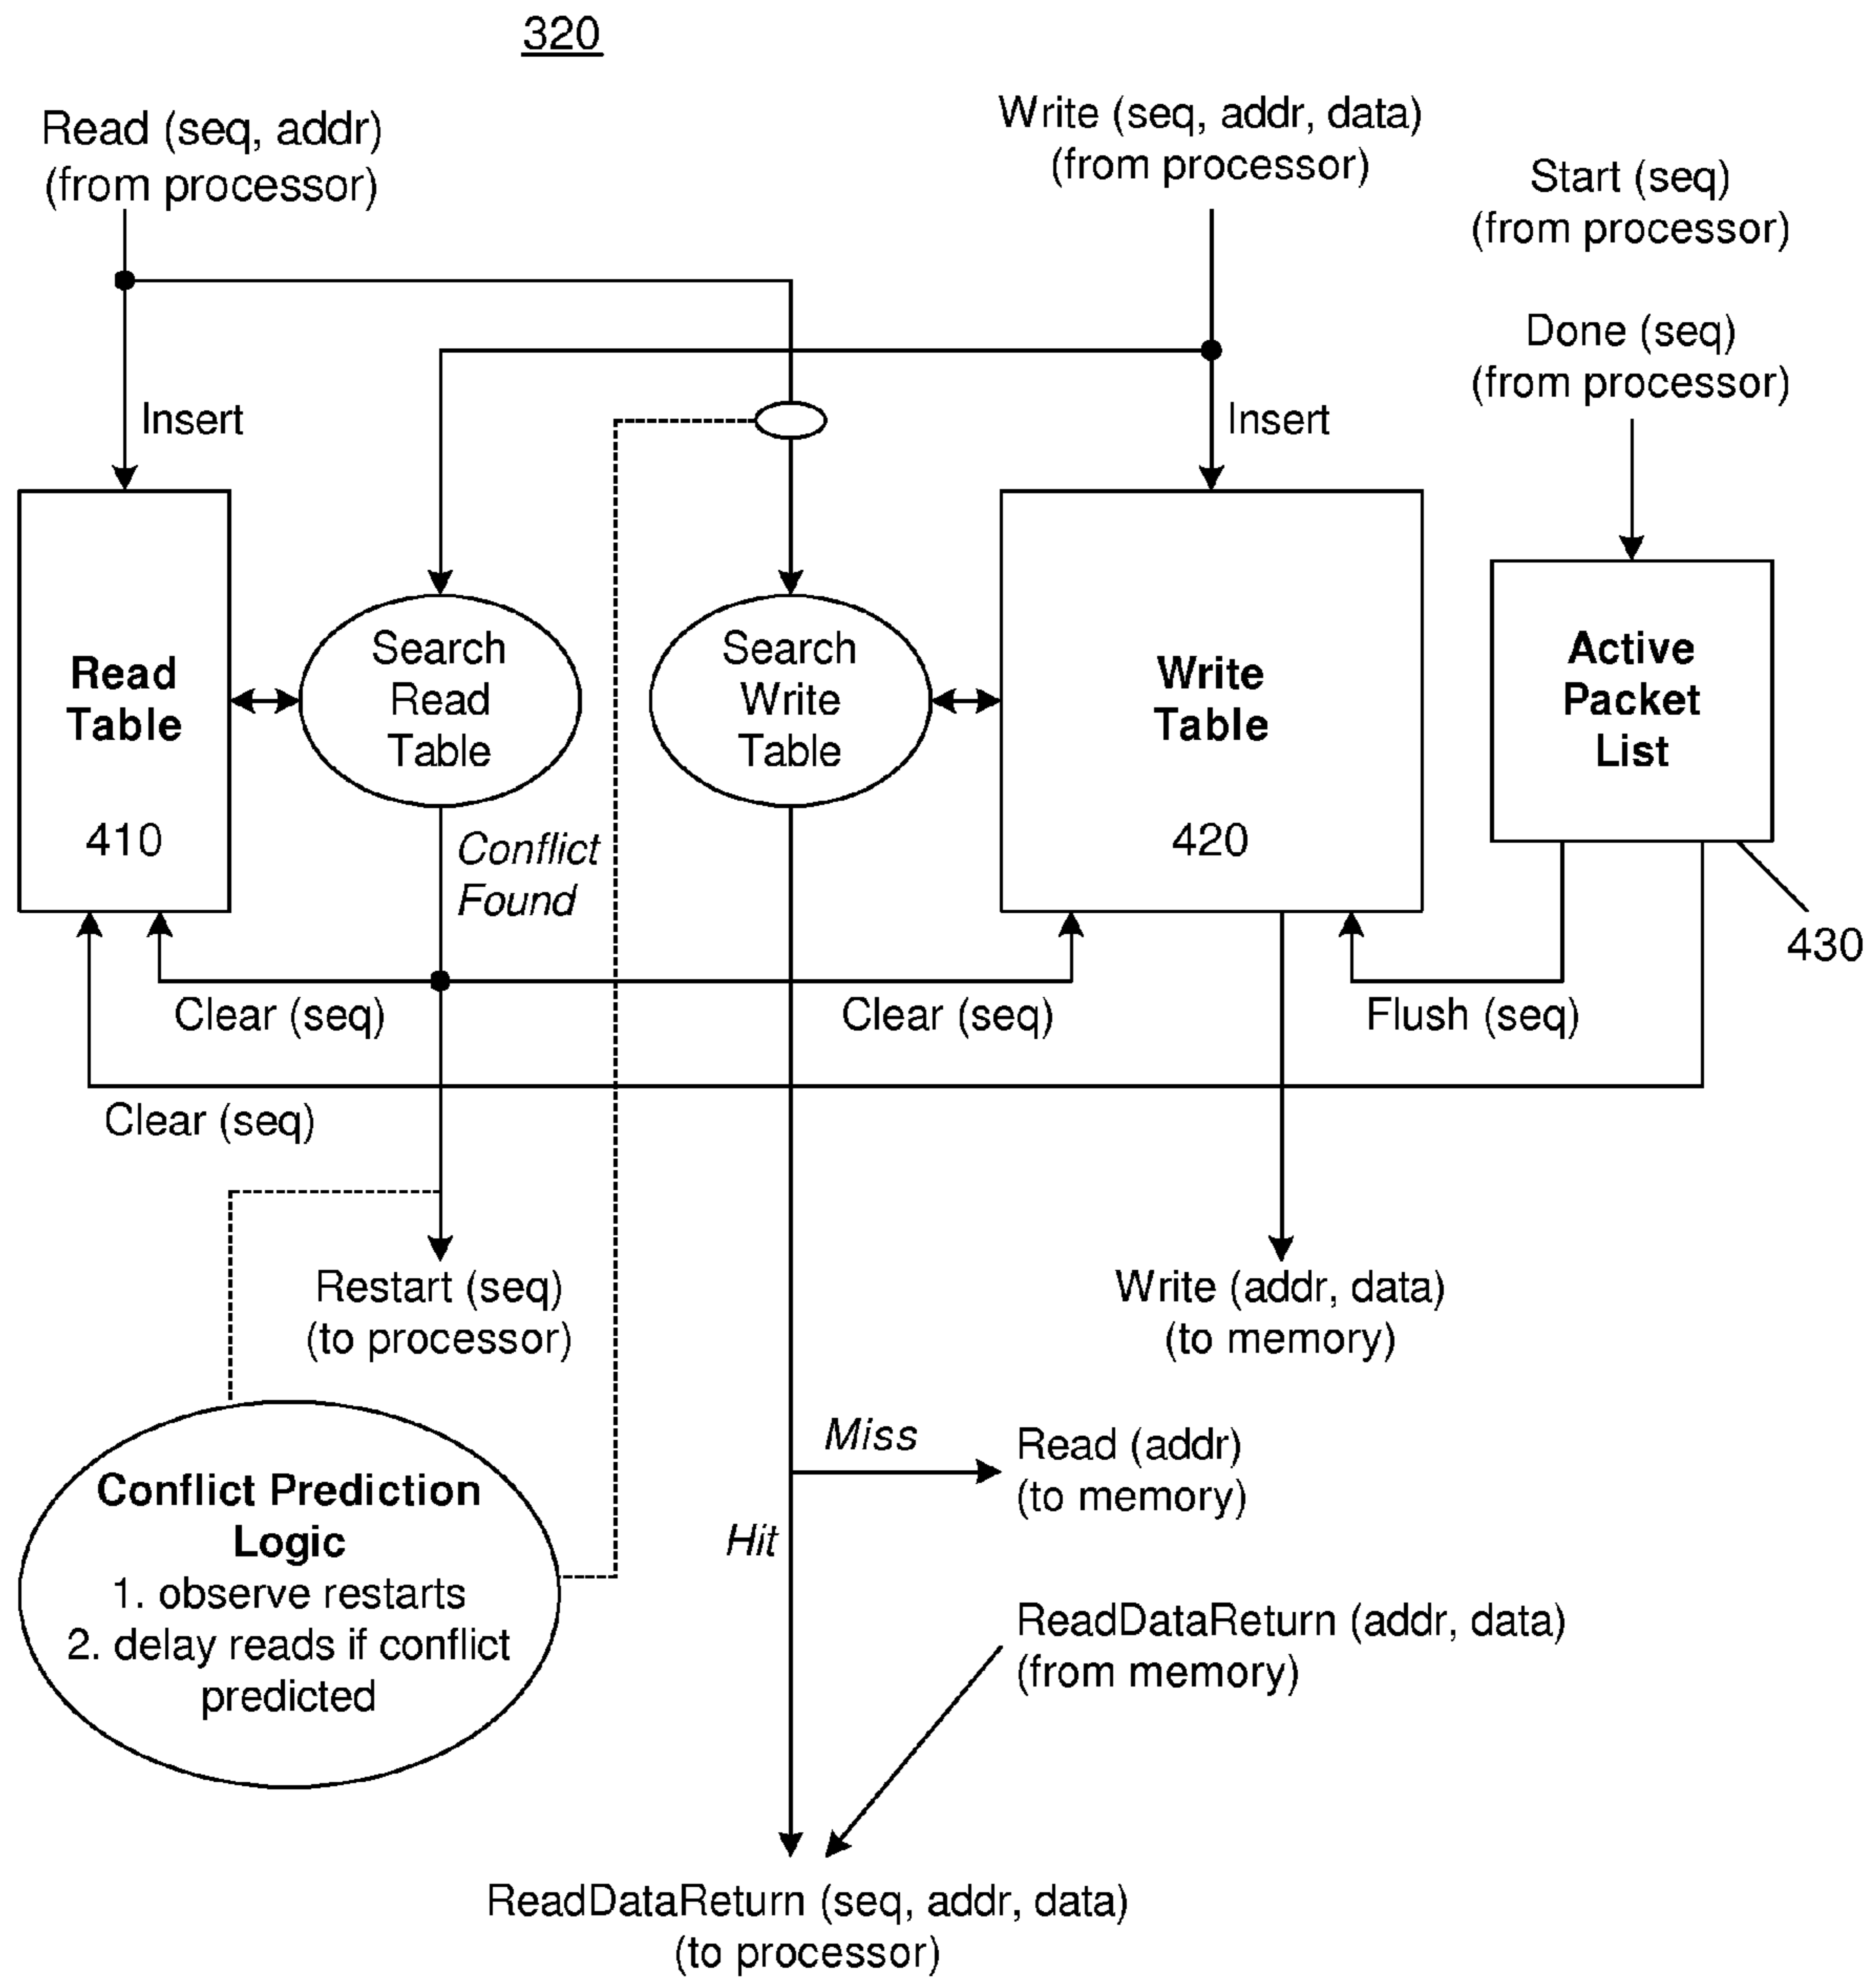 320
Read (seq, addr)
(from processor)
Write (seq, addr, data)
(from processor)
Start (seq)
(from processor)
Done (seq)
(from processor)
Insert
Insert
Read
Table
410
Search
Read
Table
Search
Write
Table
Write
Table
420
Active
Packet
List
430
Conflict
Found
Clear (seq)
Clear (seq)
Flush (seq)
Clear (seq)
Restart (seq)
(to processor)
Write (addr, data)
(to memory)
Miss
Read (addr)
(to memory)
Hit
Conflict Prediction
Logic
1. observe restarts
2. delay reads if conflict
predicted
ReadDataReturn (addr, data)
(from memory)
ReadDataReturn (seq, addr, data)
(to processor)